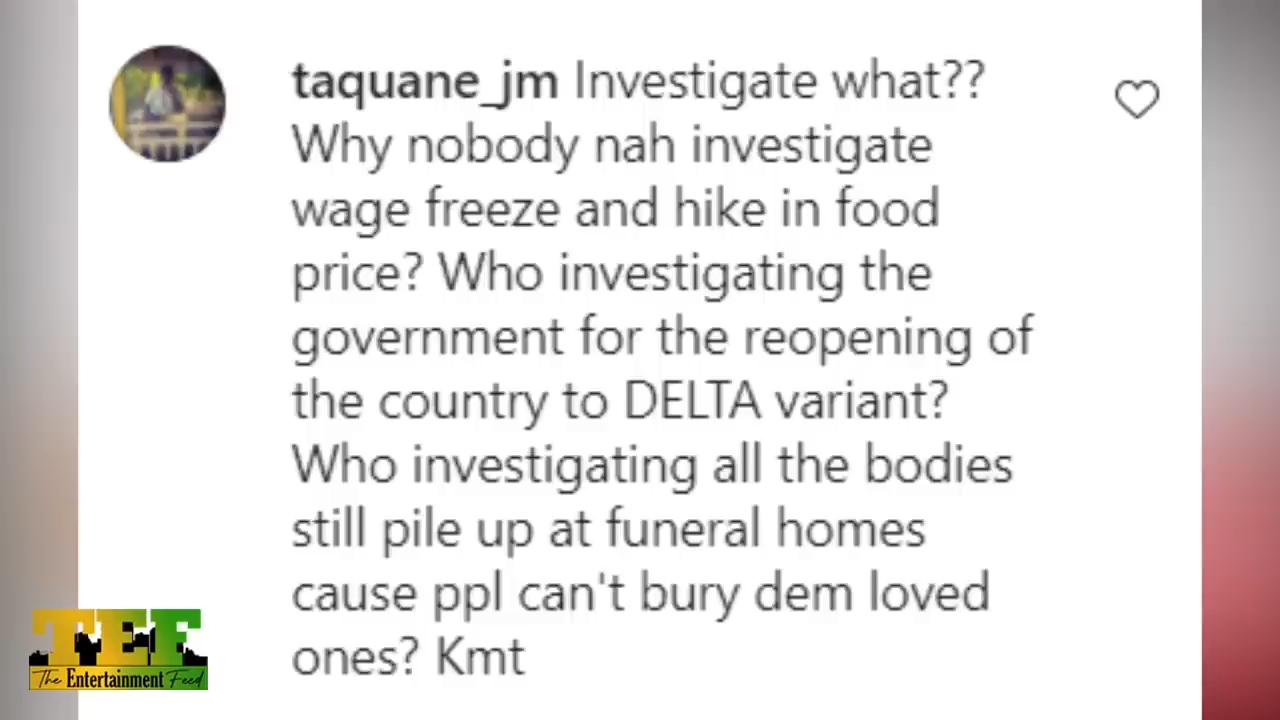 taquane_jm Investigate what??
Why nobody nah investigate
wage freeze and hike in food
price? Who investigating the
government for the reopening of
the country to DELTA variant?
Who investigating all the bodies
still pile up at funeral homes
cause ppl can't bury dem loved
ones? Kmt
TEF
The Entertainment Feed